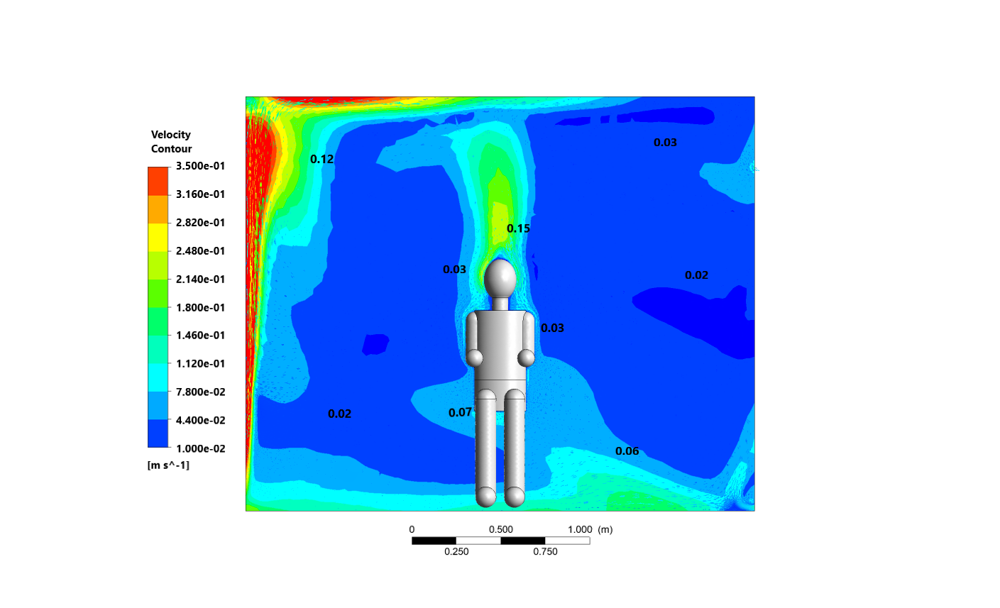 Velocity
Contour
3.500e-01
3.160e-01
2.820e-01
2.480e-01
2.140e-01
1.800e-01
1.460e-01
1.120e-01
7.800e-02
4.400e-02
1.000e-02
[m s^-1]
0.12
0.03
0.15
0.03
0.02
0.03
0.02
0.07
0.06
0 0.500 1.000 (m)
0.250 0.750